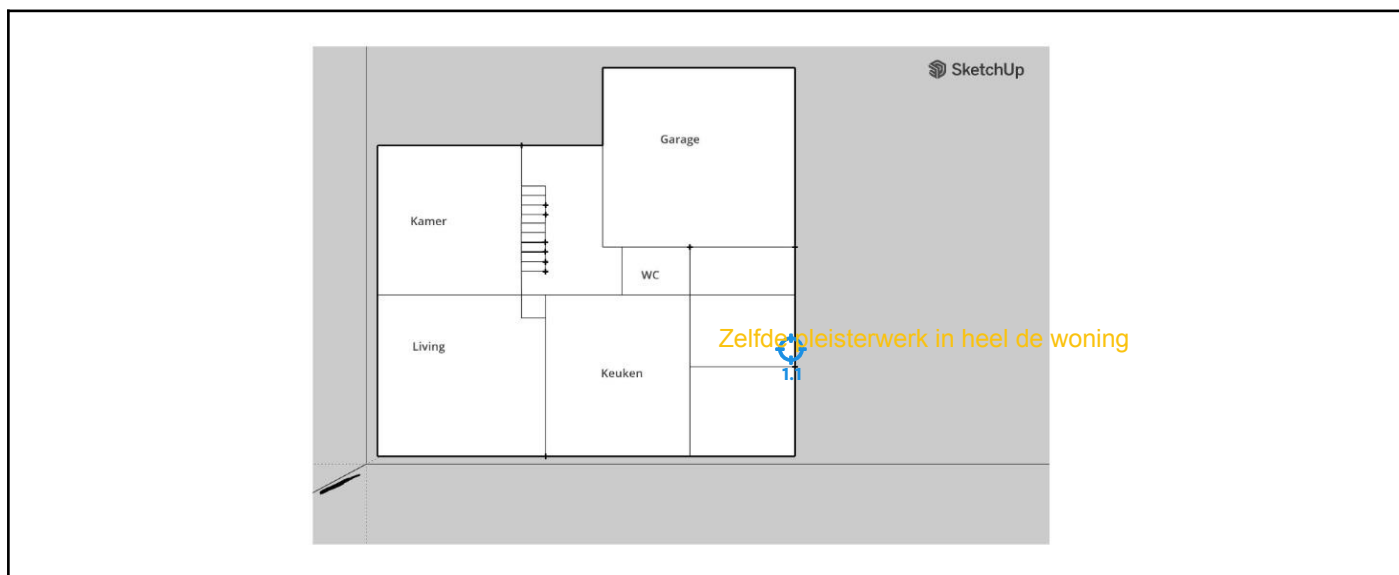 SketchUp
Garage
Kamer
WC
Zelfde pleisterwerk in heel de woning
Living
Keuken
1.1